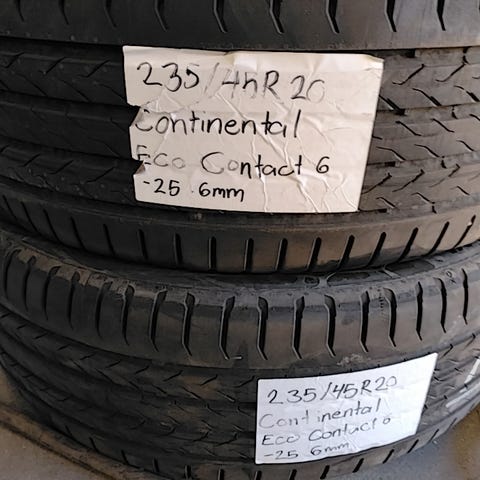 235/45R20
Continental
Eco Contact 6
-25 6mm
235/45R20
Continental
Eco Contact 6
-25 6mm